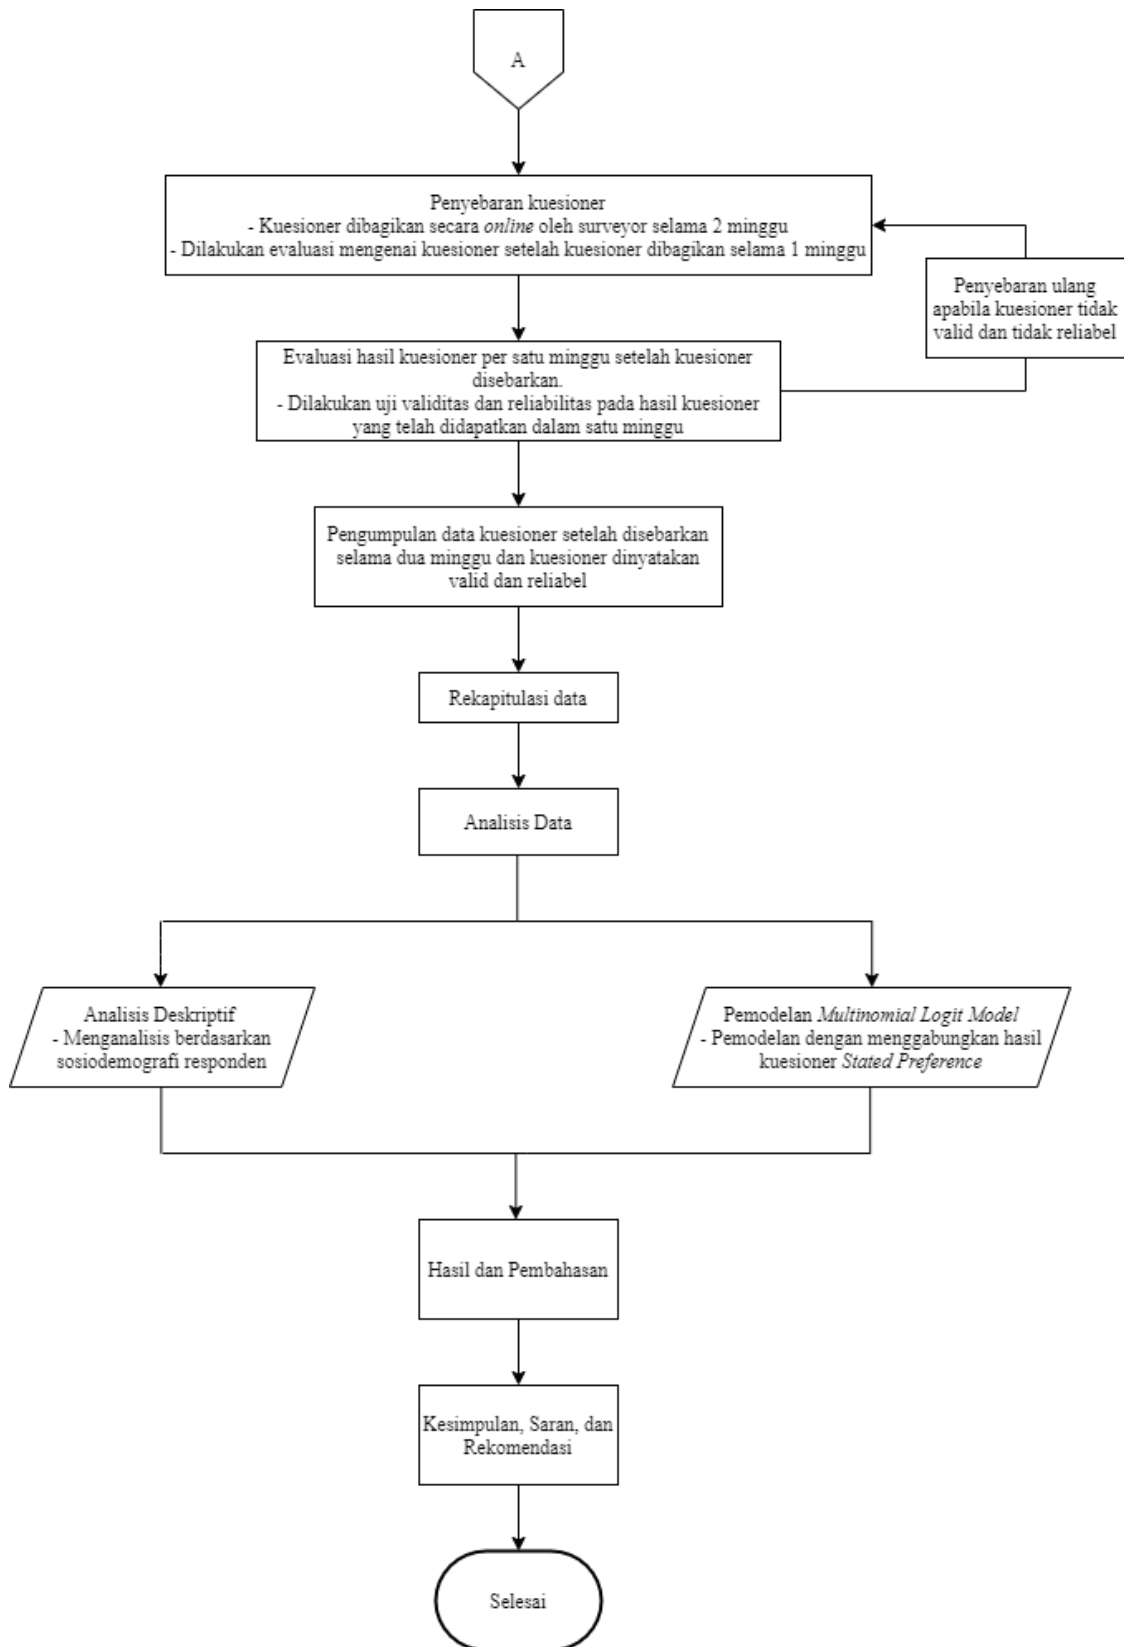 A
Penyebaran kuesioner
- Kuesioner dibagikan secara online oleh surveyor selama 2 minggu
- Dilakukan evaluasi mengenai kuesioner setelah kuesioner dibagikan selama 1 minggu
Penyebaran ulang
apabila kuesioner tidak
valid dan tidak reliabel
Evaluasi hasil kuesioner per satu minggu setelah kuesioner
disebarkan.
- Dilakukan uji validitas dan reliabilitas pada hasil kuesioner
yang telah didapatkan dalam satu minggu
Pengumpulan data kuesioner setelah disebarkan
selama dua minggu dan kuesioner dinyatakan
valid dan reliabel
Rekapitulasi data
Analisis Data
Analisis Deskriptif
- Menganalisis berdasarkan
sosiodemografi responden
Pemodelan Multinomial Logit Model
- Pemodelan dengan menggabungkan hasil
kuesioner Stated Preference
Hasil dan Pembahasan
Kesimpulan, Saran, dan
Rekomendasi
Selesai